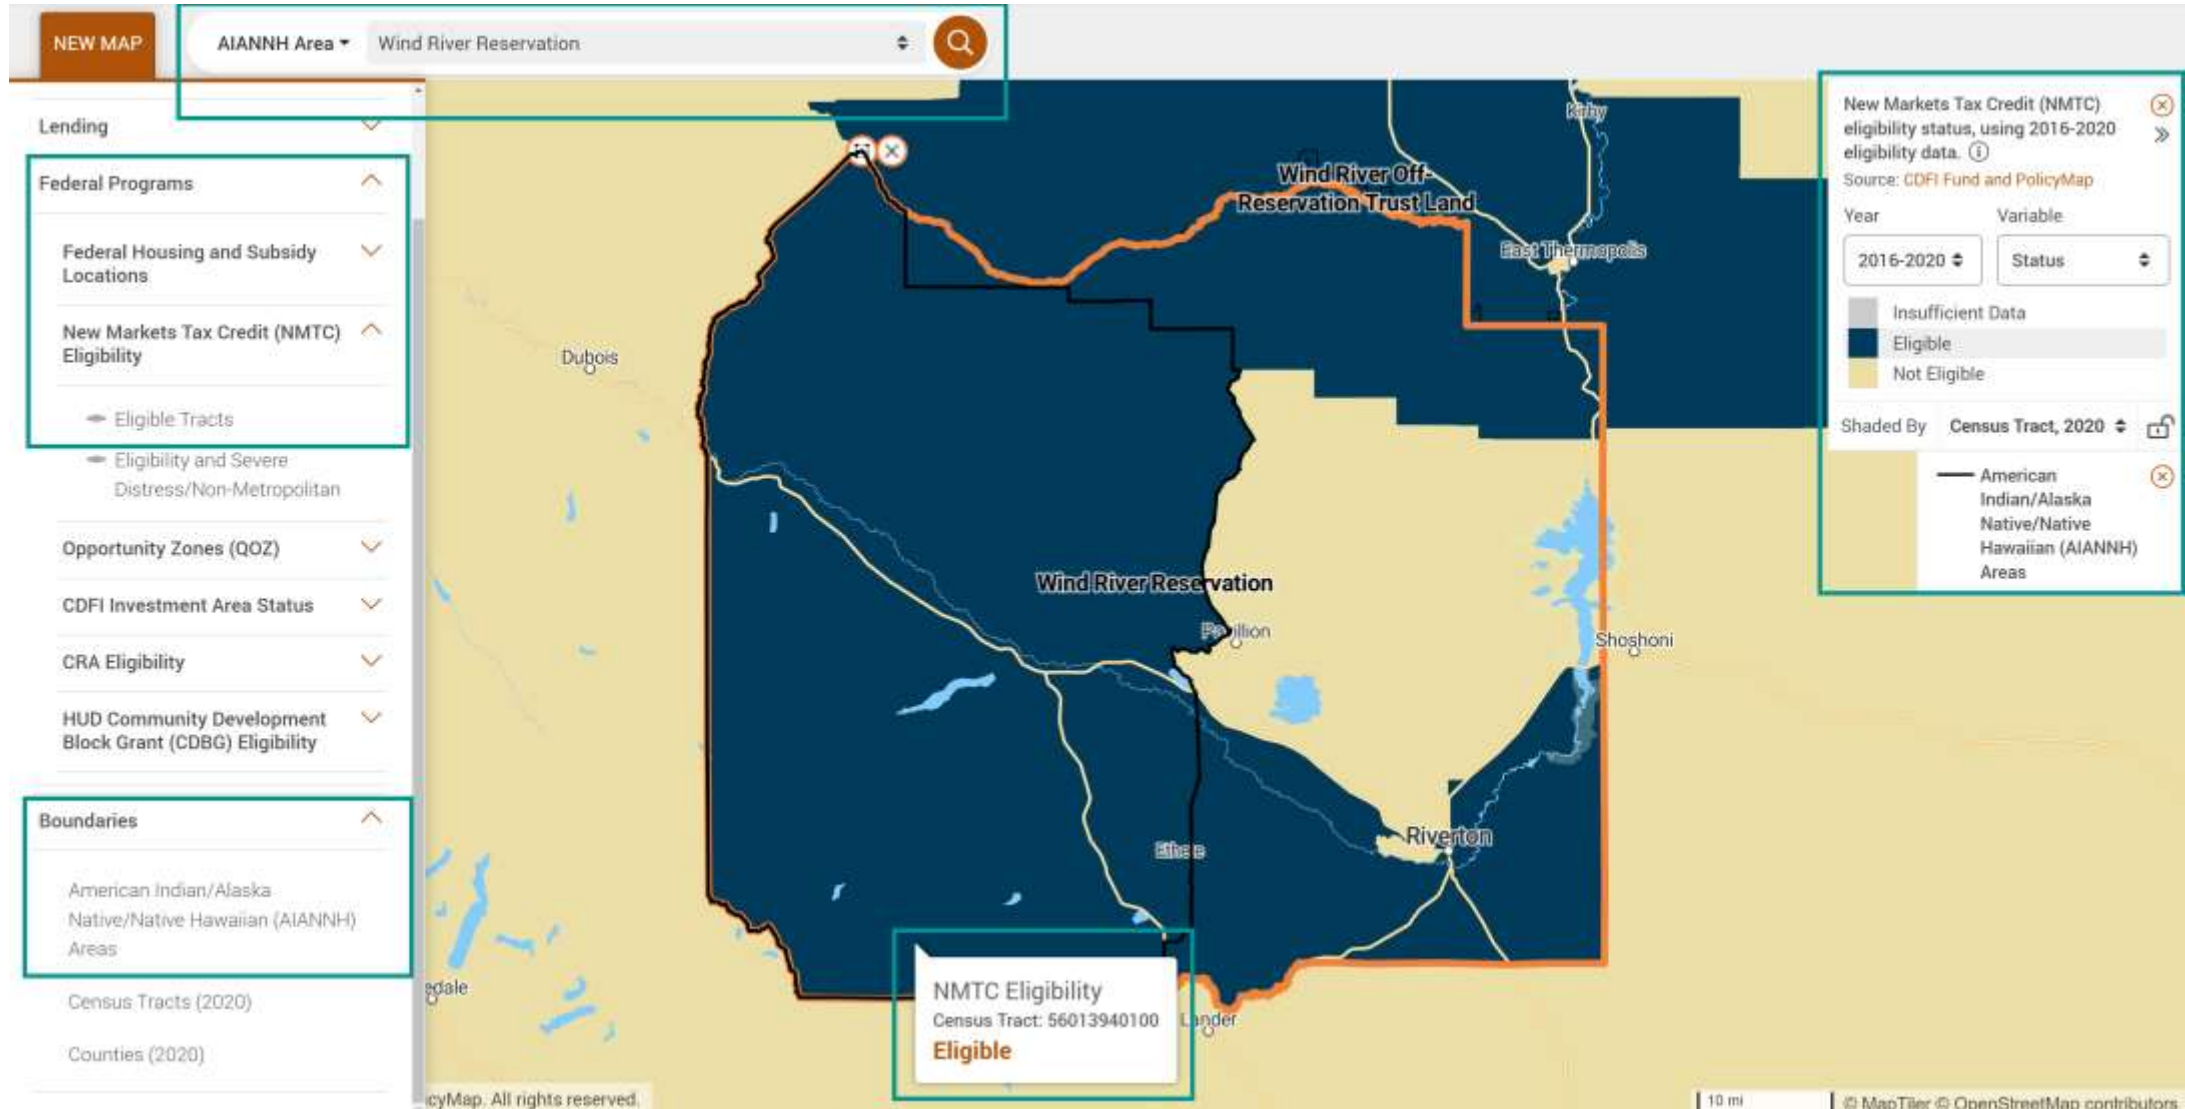 NEW MAP
AIANNH Area
Wind River Reservation
Lending
Federal Programs
Federal Housing and Subsidy
Locations
New Markets Tax Credit (NMTC)
Eligibility
Eligible Tracts
Eligibility and Severe
Distress/Non-Metropolitan
Opportunity Zones (QOZ)
CDFI Investment Area Status
CRA Eligibility
HUD Community Development
Block Grant (CDBG) Eligibility
Boundaries
American Indian/Alaska
Native/Native Hawaiian (AIANNH)
Areas
Census Tracts (2020)
Counties (2020)
Kirby
Wind River Off-
Reservation Trust Land
East Thermopolis
Dubois
Wind River Reservation
Pavillion
Shoshoni
Riverton
Ethete
edale
Lander
NMTC Eligibility
Census Tract: 56013940100
Eligible
New Markets Tax Credit (NMTC)
eligibility status, using 2016-2020
eligibility data.
Source: CDFI Fund and PolicyMap
Year Variable
2016-2020 Status
Insufficient Data
Eligible
Not Eligible
Shaded By Census Tract, 2020
American
Indian/Alaska
Native/Native
Hawaiian (AIANNH)
Areas
icyMap. All rights reserved.
10 mi
© MapTiler © OpenStreetMap contributors